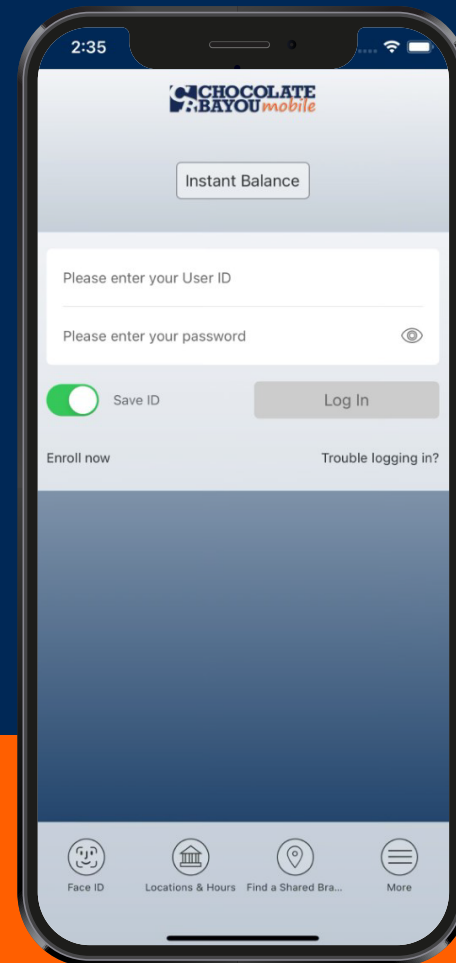 2:35
CHOCOLATE
BAYOU mobile
Instant Balance
Please enter your User ID
Please enter your password
Save ID
Log In
Enroll now
Trouble logging in?
Face ID
Locations & Hours
Find a Shared Bra...
More